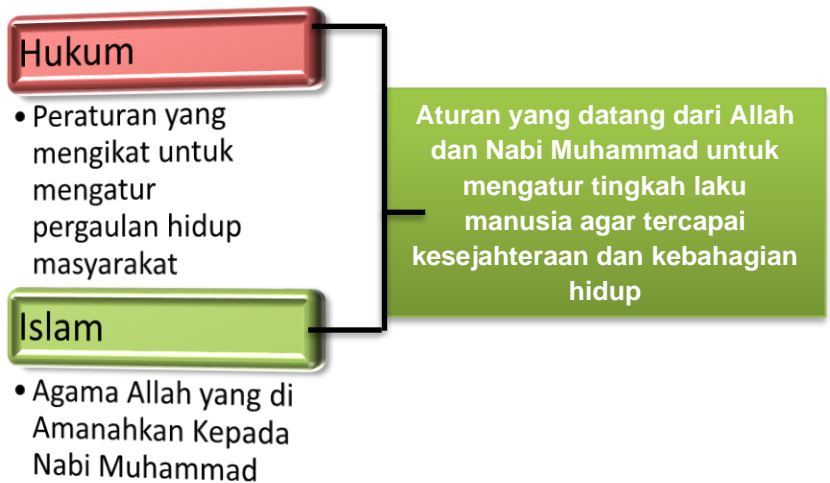 Hukum
• Peraturan yang
mengikat untuk
mengatur
pergaulan hidup
masyarakat
Islam
• Agama Allah yang di
Amanahkan Kepada
Nabi Muhammad
Aturan yang datang dari Allah
dan Nabi Muhammad untuk
mengatur tingkah laku
manusia agar tercapai
kesejahteraan dan kebahagian
hidup